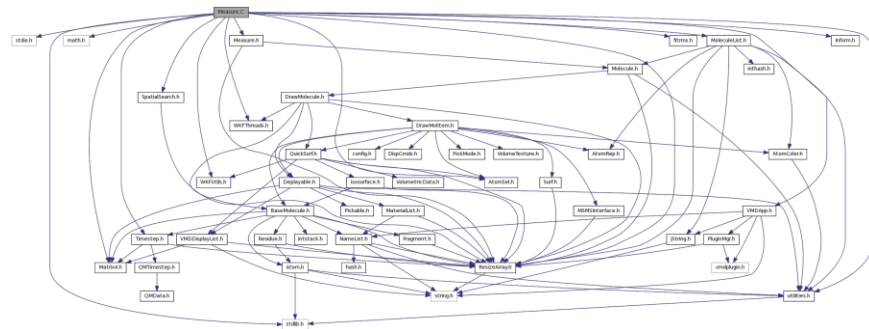 Measure.C
stdio.h
math.h
Measure.h
fitrms.h
MoleculeList.h
Inform.h
Molecule.h
inthash.h
SpatialSearch.h
DrawMolecule.h
WKFThreads.h
DrawMolItem.h
QuickSurf.h
config.h
DispCmds.h
PickMode.h
VolumeTexture.h
AtomRep.h
AtomColor.h
WKFUtils.h
Displayable.h
Isosurface.h
VolumetricData.h
AtomSel.h
Surf.h
BaseMolecule.h
Pickable.h
MaterialList.h
MSMSInterface.h
VMDApp.h
Timestep.h
VMDDisplayList.h
Residue.h
intstack.h
NameList.h
Fragment.h
JString.h
PluginMgr.h
Matrix4.h
QMTimestep.h
Atom.h
hash.h
ResizeArray.h
vmdplugin.h
QMData.h
string.h
utilities.h
stdlib.h